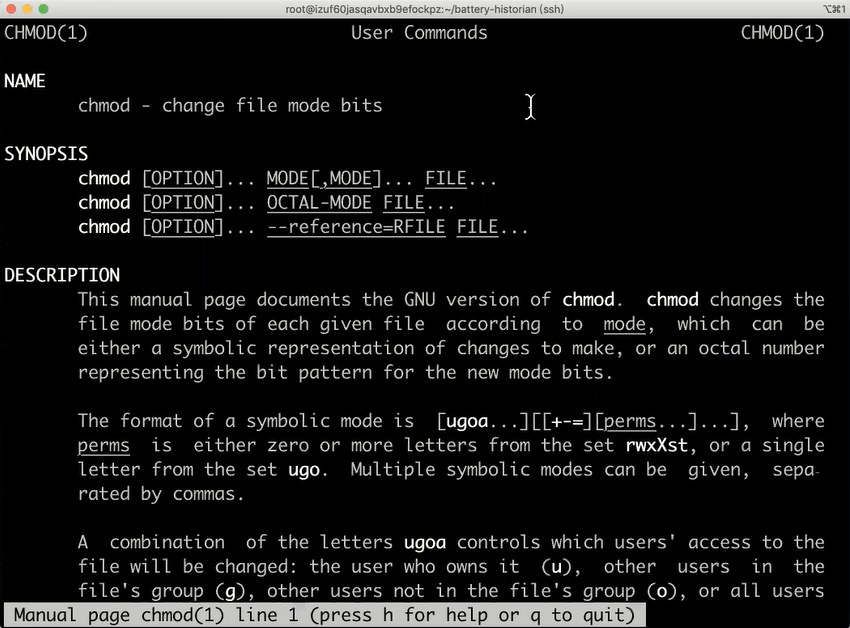 root@izuf60jasqavbxb9efockpz:~/battery-historian (ssh) ⌥⌘1
CHMOD(1) User Commands CHMOD(1)
NAME
chmod - change file mode bits
SYNOPSIS
chmod [OPTION]... MODE[,MODE]... FILE...
chmod [OPTION]... OCTAL-MODE FILE...
chmod [OPTION]... --reference=RFILE FILE...
DESCRIPTION
This manual page documents the GNU version of chmod. chmod changes the
file mode bits of each given file according to mode, which can be
either a symbolic representation of changes to make, or an octal number
representing the bit pattern for the new mode bits.
The format of a symbolic mode is [ugoa...][[+-=][perms...]...], where
perms is either zero or more letters from the set rwxXst, or a single
letter from the set ugo. Multiple symbolic modes can be given, sepa-
rated by commas.
A combination of the letters ugoa controls which users' access to the
file will be changed: the user who owns it (u), other users in the
file's group (g), other users not in the file's group (o), or all users
Manual page chmod(1) line 1 (press h for help or q to quit)